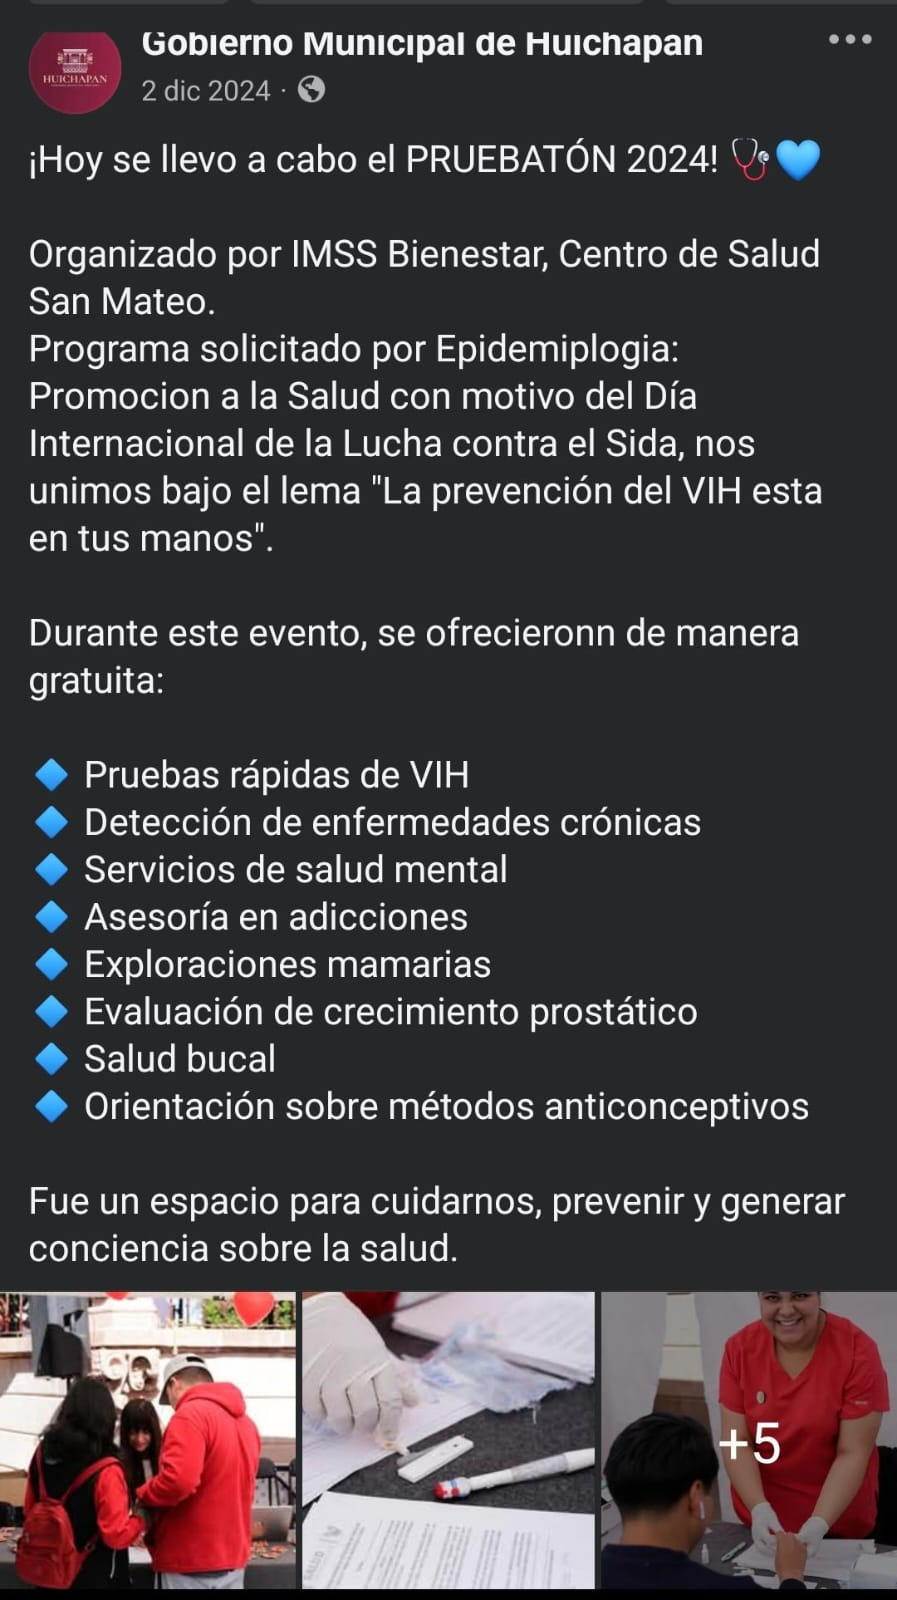 Gobierno Municipal de Huichapan
HUICHAPAN
2 dic 2024 ·
¡Hoy se llevo a cabo el PRUEBATÓN 2024! 🩺💙
Organizado por IMSS Bienestar, Centro de Salud
San Mateo.
Programa solicitado por Epidemiplogia:
Promocion a la Salud con motivo del Día
Internacional de la Lucha contra el Sida, nos
unimos bajo el lema "La prevención del VIH esta
en tus manos".
Durante este evento, se ofrecieronn de manera
gratuita:
🔷 Pruebas rápidas de VIH
🔷 Detección de enfermedades crónicas
🔷 Servicios de salud mental
🔷 Asesoría en adicciones
🔷 Exploraciones mamarias
🔷 Evaluación de crecimiento prostático
🔷 Salud bucal
🔷 Orientación sobre métodos anticonceptivos
Fue un espacio para cuidarnos, prevenir y generar
conciencia sobre la salud.
+5